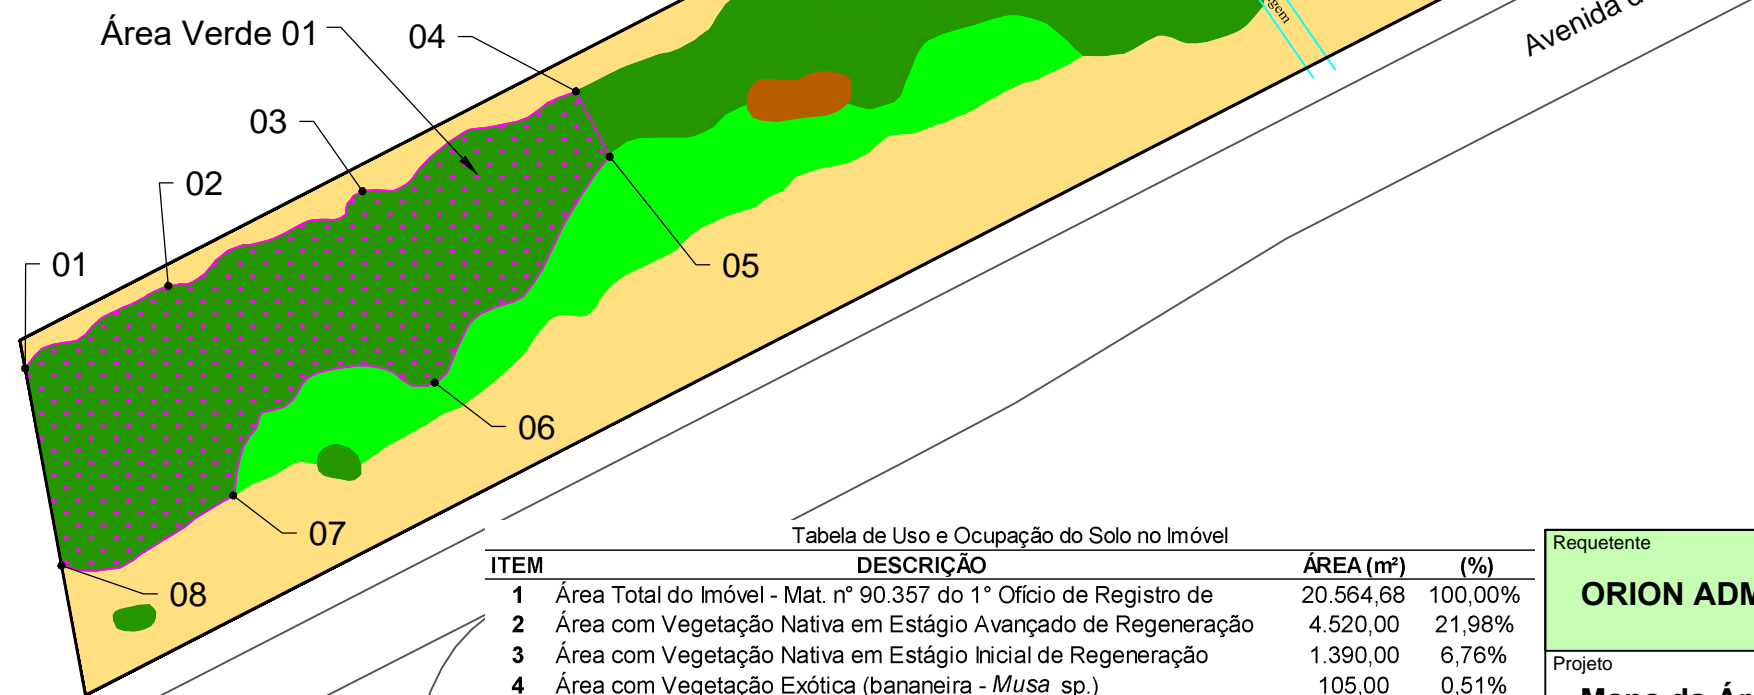 Área Verde 01
04
gem
Avenida d
03
02
01
05
06
07
08
Tabela de Uso e Ocupação do Solo no Imóvel
ITEM DESCRIÇÃO ÁREA (m²) (%)
1 Área Total do Imóvel - Mat. n° 90.357 do 1° Ofício de Registro de 20.564,68 100,00%
2 Área com Vegetação Nativa em Estágio Avançado de Regeneração 4.520,00 21,98%
3 Área com Vegetação Nativa em Estágio Inicial de Regeneração 1.390,00 6,76%
4 Área com Vegetação Exótica (bananeira - Musa sp.) 105,00 0,51%
Requetente
ORION ADM
Projeto